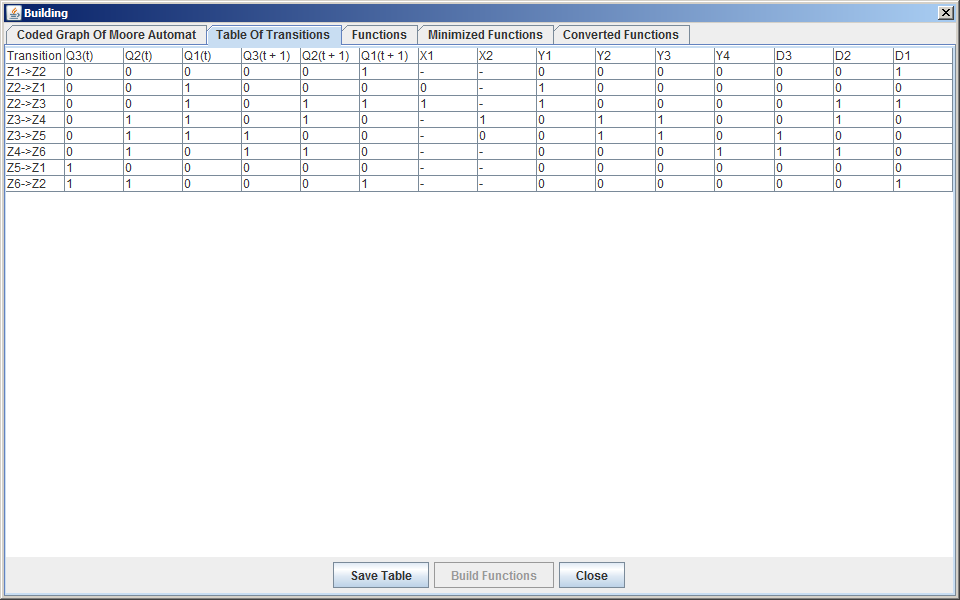 Building
Coded Graph Of Moore Automat Table Of Transitions Functions Minimized Functions Converted Functions
Transition Q3(t) Q2(t) Q1(t) Q3(t + 1) Q2(t + 1) Q1(t + 1) X1 X2 Y1 Y2 Y3 Y4 D3 D2 D1
Z1->Z2 0 0 0 0 0 1 - - 0 0 0 0 0 0 1
Z2->Z1 0 0 1 0 0 0 0 - 1 0 0 0 0 0 0
Z2->Z3 0 0 1 0 1 1 1 - 1 0 0 0 0 1 1
Z3->Z4 0 1 1 0 1 0 - 1 0 1 1 0 0 1 0
Z3->Z5 0 1 1 1 0 0 - 0 0 1 1 0 1 0 0
Z4->Z6 0 1 0 1 1 0 - - 0 0 0 1 1 1 0
Z5->Z1 1 0 0 0 0 0 - - 0 0 0 0 0 0 0
Z6->Z2 1 1 0 0 0 1 - - 0 0 0 0 0 0 1
Save Table Build Functions Close